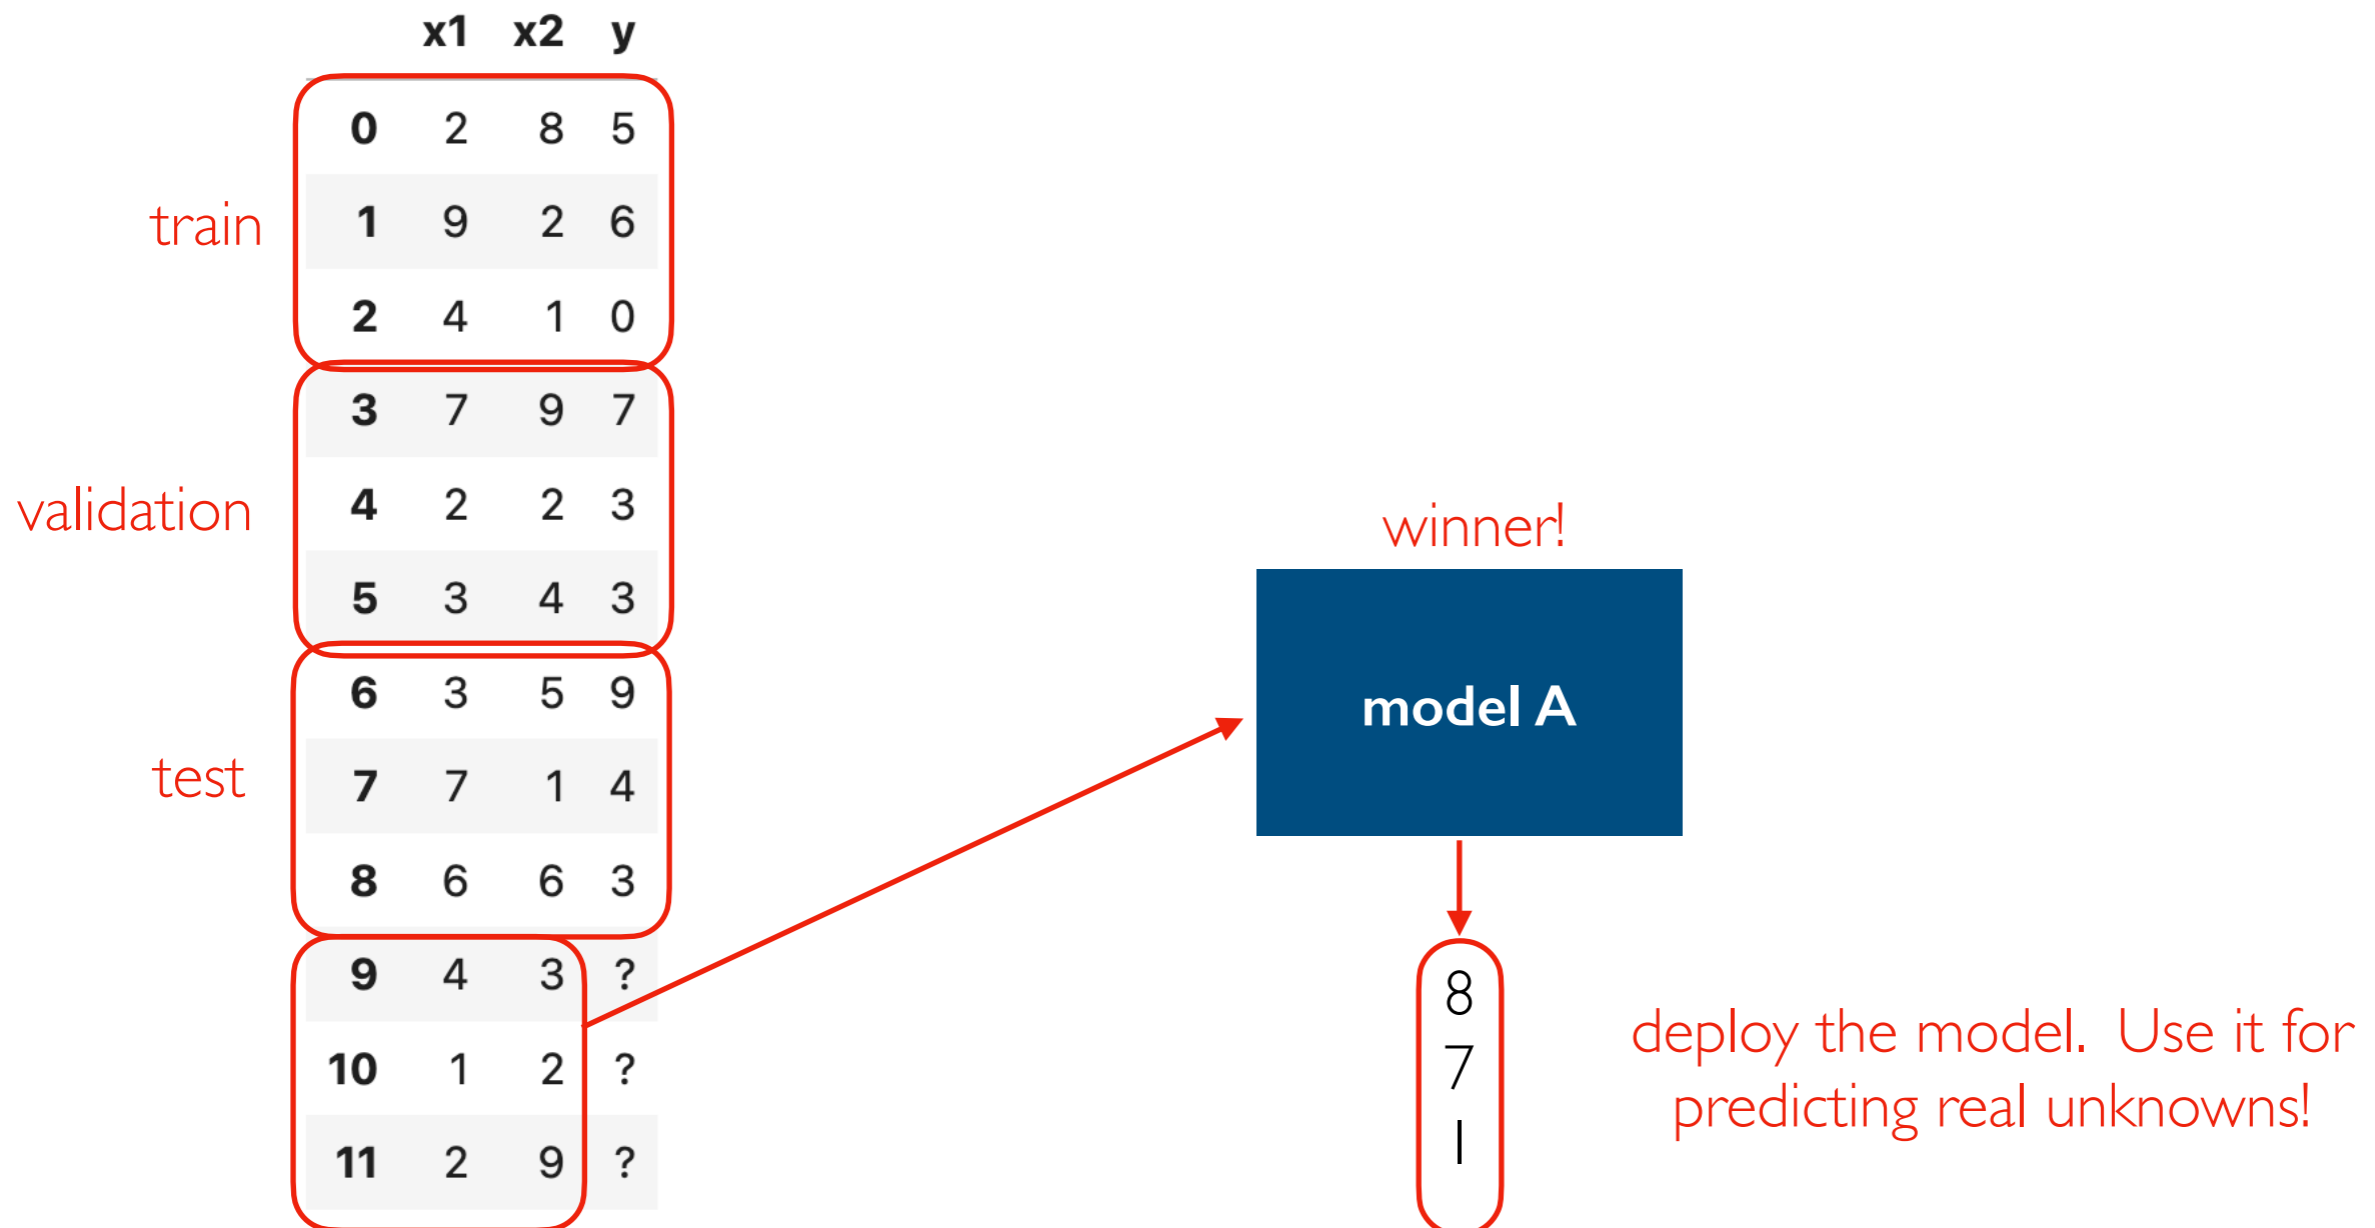 x1 x2 y
0 2 8 5
train
1 9 2 6
2 4 1 0
3 7 9 7
validation
4 2 2 3
5 3 4 3
6 3 5 9
test
7 7 1 4
8 6 6 3
9 4 3 ?
10 1 2 ?
11 2 9 ?
winner!
model A
8
7
1
deploy the model. Use it for
predicting real unknowns!